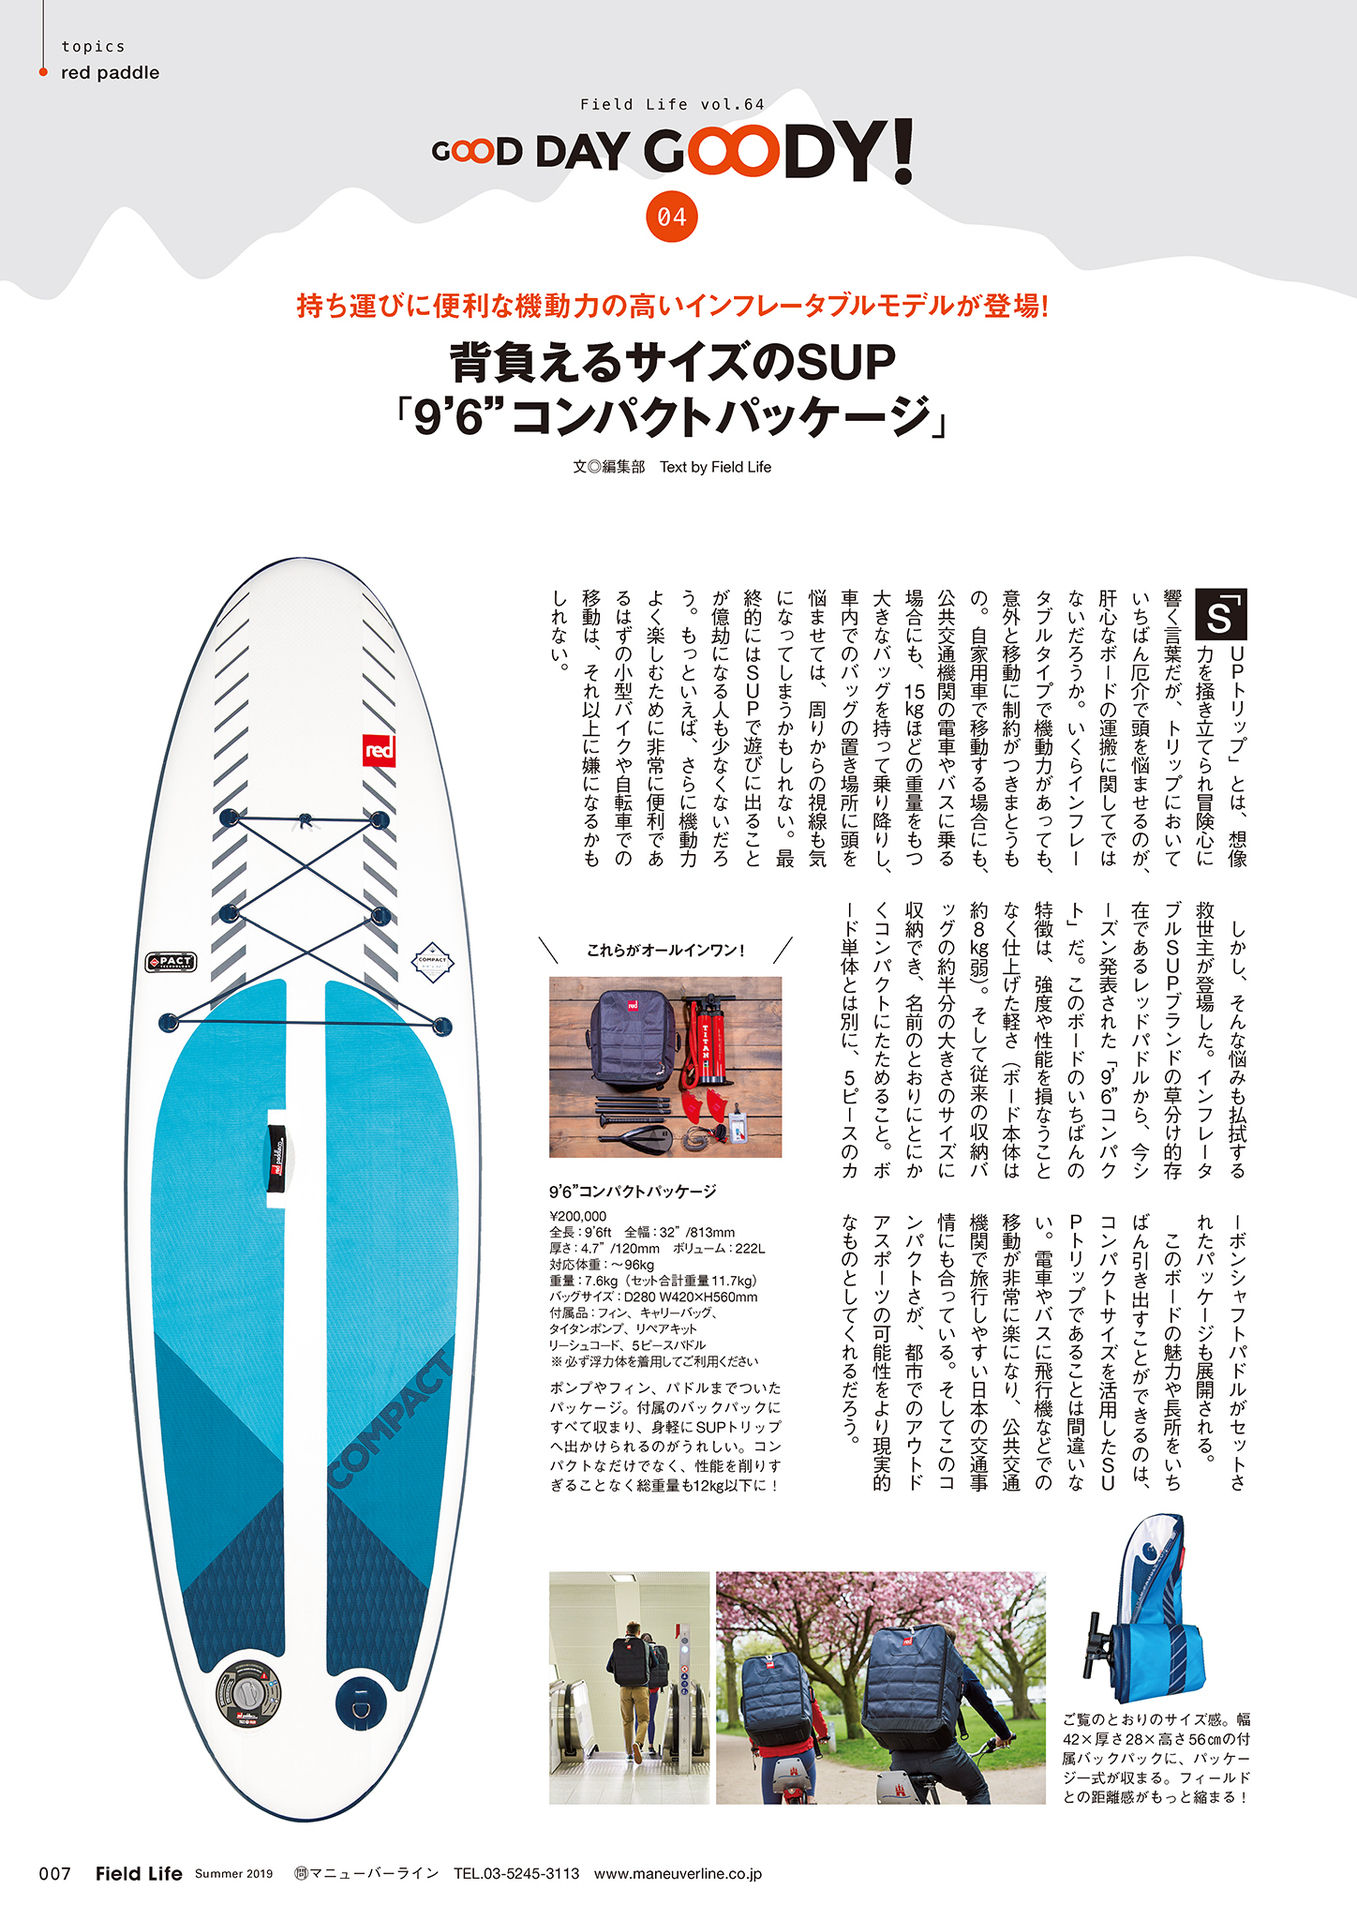 topics
red paddle
Field Life vol.64
GOOD DAY GOODY!
04
持ち運びに便利な機動力の高いインフレータブルモデルが登場!
背負えるサイズのSUP
「9’6”コンパクトパッケージ」
文◎編集部 Text by Field Life
「SUPトリップ」とは、想像
力を掻き立てられ冒険心に
響く言葉だが、トリップにおいて
いちばん厄介で頭を悩ませるのが、
肝心なボードの運搬に関してでは
ないだろうか。いくらインフレー
タブルタイプで機動力があっても、
意外と移動に制約がつきまとうも
の。自家用車で移動する場合にも、
公共交通機関の電車やバスに乗る
場合にも、15kgほどの重量をもつ
大きなバッグを持って乗り降りし、
車内でのバッグの置き場所に頭を
悩ませては、周りからの視線も気
になってしまうかもしれない。最
終的にはSUPで遊びに出ること
が億劫になる人も少なくないだろ
う。もっといえば、さらに機動力
よく楽しむために非常に便利であ
るはずの小型バイクや自転車での
移動は、それ以上に嫌になるかも
しれない。
しかし、そんな悩みも払拭する
救世主が登場した。インフレータ
ブルSUPブランドの草分け的存
在であるレッドパドルから、今シ
ーズン発表された「9’6”コンパク
ト」だ。このボードのいちばんの
特徴は、強度や性能を損なうこと
なく仕上げた軽さ（ボード本体は
約8kg弱）。そして従来の収納バ
ッグの約半分の大きさのサイズに
収納でき、名前のとおりにとにか
くコンパクトにたためること。ボ
ード単体とは別に、5ピースのカ
ーボンシャフトパドルがセットさ
れたパッケージも展開される。
このボードの魅力や長所をいち
ばん引き出すことができるのは、
コンパクトサイズを活用したSU
Pトリップであることは間違いな
い。電車やバスに飛行機などでの
移動が非常に楽になり、公共交通
機関で旅行しやすい日本の交通事
情にも合っている。そしてこのコ
ンパクトさが、都市でのアウトド
アスポーツの可能性をより現実的
なものとしてくれるだろう。
red
PACT
COMPACT
red paddle co
COMPACT
これらがオールインワン!
red
TITAN
9’6”コンパクトパッケージ
¥200,000
全長：9’6ft 全幅：32”/813mm
厚さ：4.7”/120mm ボリューム：222L
対応体重：〜96kg
重量：7.6kg（セット合計重量11.7kg）
バッグサイズ：D280 W420×H560mm
付属品：フィン、キャリーバッグ、
タイタンポンプ、リペアキット
リーシュコード、5ピースパドル
※必ず浮力体を着用してご利用ください
ポンプやフィン、パドルまでついた
パッケージ。付属のバックパックに
すべて収まり、身軽にSUPトリップ
へ出かけられるのがうれしい。コン
パクトなだけでなく、性能を削りす
ぎることなく総重量も12kg以下に！
red
red
ご覧のとおりのサイズ感。幅
42×厚さ28×高さ56㎝の付
属バックパックに、パッケー
ジ一式が収まる。フィールド
との距離感がもっと縮まる！
007 Field Life Summer 2019 ㉄マニューバーライン TEL.03-5245-3113 www.maneuverline.co.jp